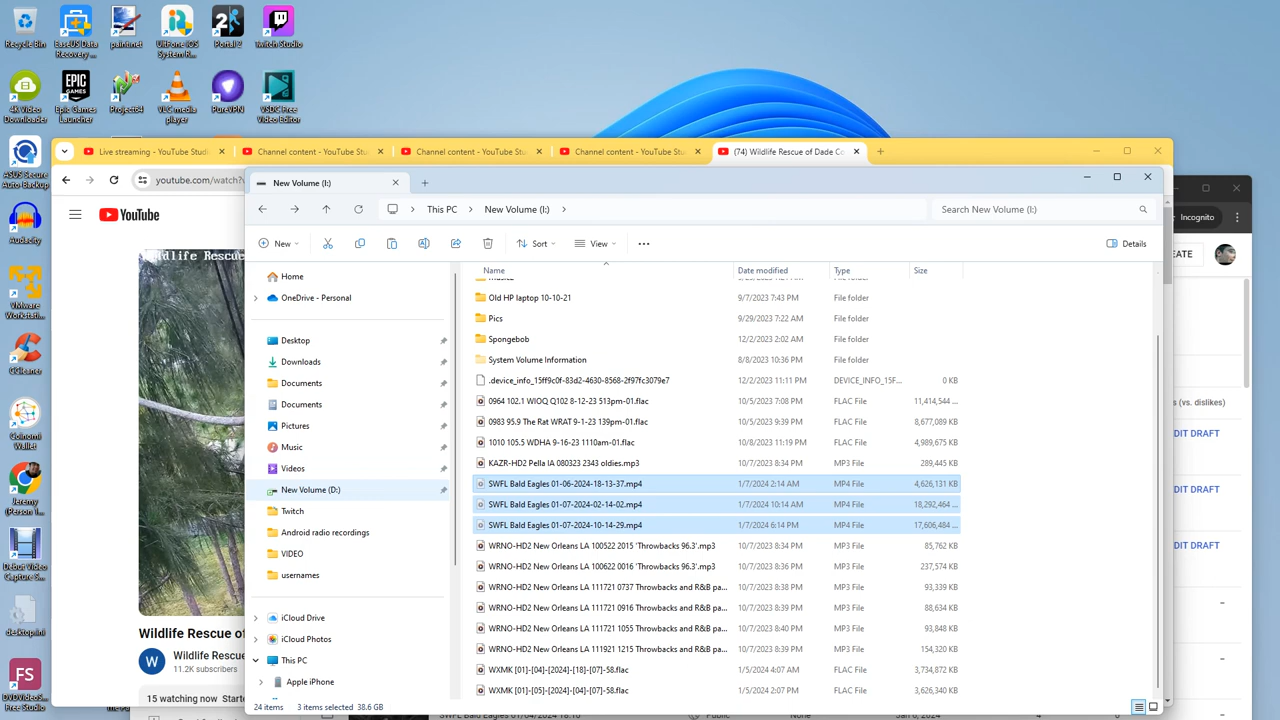 Recycle Bin
EaseUS Data Recovery ...
paint.net
UltFone iOS System R...
Portal 2
Twitch Studio
4K Video Downloader
Epic Games Launcher
Project64
VLC media player
PureVPN
VSDC Free Video Editor
ASUS Secure Auto-Backup
Audacity
VMware Workstati...
CCleaner
Coinomi Wallet
Jeremy (Person 1...
Debut Video Capture S...
desktop.ini
DVDVideoS... Free Studio
Live streaming - YouTube Studi
Channel content - YouTube Stu
Channel content - YouTube Stu
Channel content - YouTube Stu
(74) Wildlife Rescue of Dade Co
youtube.com/watch?v
YouTube
Wildlife Rescue
Wildlife Rescue of
Wildlife Rescue
11.2K subscribers
15 watching now Starte
New Volume (I:)
This PC
New Volume (I:)
Search New Volume (I:)
New
Sort
View
Details
Home
OneDrive - Personal
Desktop
Downloads
Documents
Documents
Pictures
Music
Videos
New Volume (D:)
Twitch
Android radio recordings
VIDEO
usernames
iCloud Drive
iCloud Photos
This PC
Apple iPhone
Name Date modified Type Size
Old HP laptop 10-10-21 9/7/2023 7:43 PM File folder
Pics 9/29/2023 7:22 AM File folder
Spongebob 12/2/2023 2:02 AM File folder
System Volume Information 8/8/2023 10:36 PM File folder
.device_info_15ff9c0f-83d2-4630-8568-2f97fc3079e7 12/2/2023 11:11 PM DEVICE_INFO_15F... 0 KB
0964 102.1 WIOQ Q102 8-12-23 513pm-01.flac 10/5/2023 7:08 PM FLAC File 11,414,544 ...
0983 95.9 The Rat WRAT 9-1-23 139pm-01.flac 10/5/2023 9:39 PM FLAC File 8,677,089 KB
1010 105.5 WDHA 9-16-23 1110am-01.flac 10/8/2023 11:19 PM FLAC File 4,989,675 KB
KAZR-HD2 Pella IA 080323 2343 oldies.mp3 10/7/2023 8:34 PM MP3 File 289,445 KB
SWFL Bald Eagles 01-06-2024-18-13-37.mp4 1/7/2024 2:14 AM MP4 File 4,626,131 KB
SWFL Bald Eagles 01-07-2024-02-14-02.mp4 1/7/2024 10:14 AM MP4 File 18,292,464 ...
SWFL Bald Eagles 01-07-2024-10-14-29.mp4 1/7/2024 6:14 PM MP4 File 17,606,484 ...
WRNO-HD2 New Orleans LA 100522 2015 'Throwbacks 96.3'.mp3 10/7/2023 8:34 PM MP3 File 85,762 KB
WRNO-HD2 New Orleans LA 100622 0016 'Throwbacks 96.3'.mp3 10/7/2023 8:36 PM MP3 File 237,574 KB
WRNO-HD2 New Orleans LA 111721 0737 Throwbacks and R&B pa... 10/7/2023 8:38 PM MP3 File 93,339 KB
WRNO-HD2 New Orleans LA 111721 0916 Throwbacks and R&B pa... 10/7/2023 8:39 PM MP3 File 88,634 KB
WRNO-HD2 New Orleans LA 111721 1055 Throwbacks and R&B pa... 10/7/2023 8:40 PM MP3 File 93,848 KB
WRNO-HD2 New Orleans LA 111921 1215 Throwbacks and R&B pa... 10/7/2023 8:39 PM MP3 File 154,320 KB
WXMK [01]-[04]-[2024]-[18]-[07]-58.flac 1/5/2024 4:07 AM FLAC File 3,734,872 KB
WXMK [01]-[05]-[2024]-[04]-[07]-58.flac 1/5/2024 2:07 PM FLAC File 3,626,340 KB
24 items 3 items selected 38.6 GB
Incognito
EATE
s (vs. dislikes)
DIT DRAFT
DIT DRAFT
DIT DRAFT
–
–
–